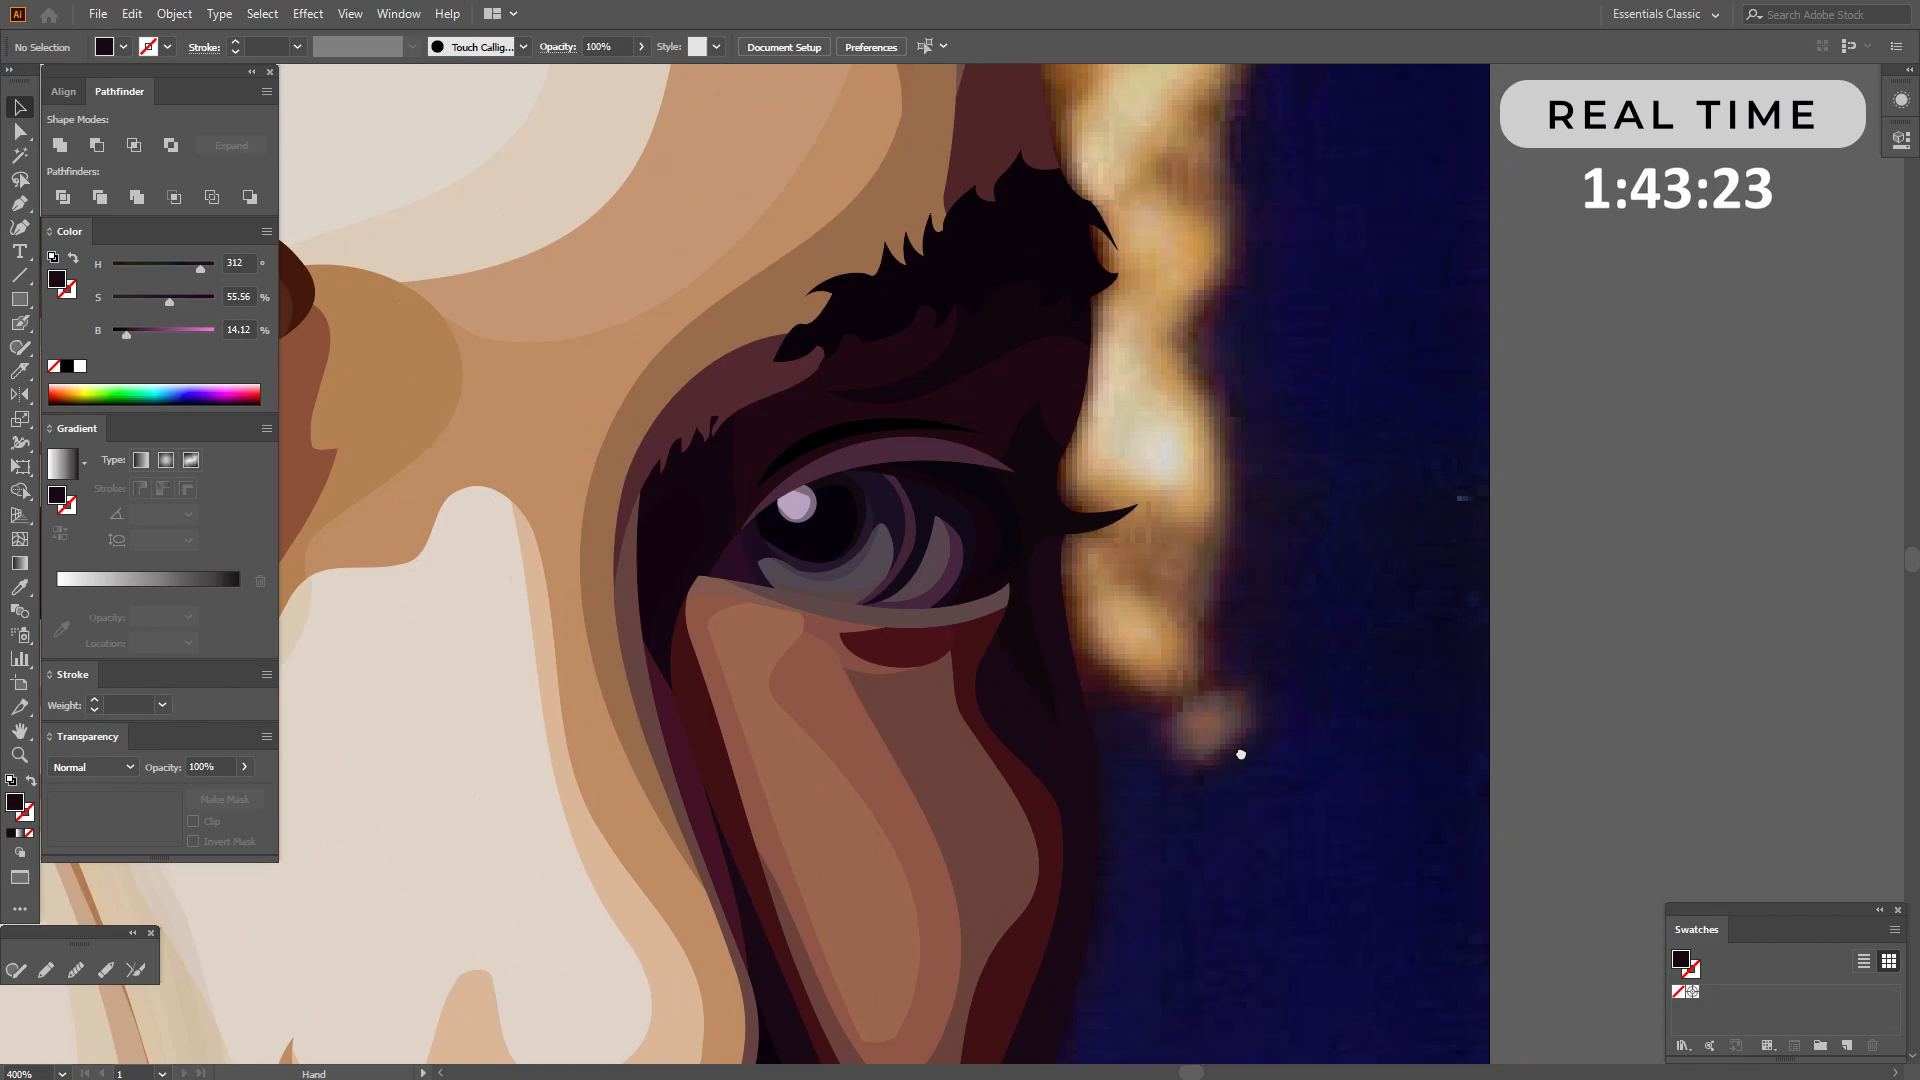 Ai File Edit Object Type Select Effect View Window Help Essentials Classic Search Adobe Stock
No Selection Stroke: Touch Callig... Opacity: 100% Style: Document Setup Preferences
Align Pathfinder
Shape Modes:
Expand
Pathfinders:
Color
H 312 °
S 55.56 %
B 14.12 %
Gradient
Type:
Stroke:
Opacity:
Location:
Stroke
Weight:
Transparency
Normal Opacity: 100%
Make Mask
Clip
Invert Mask
REAL TIME
1:43:23
Swatches
400% 1 Hand